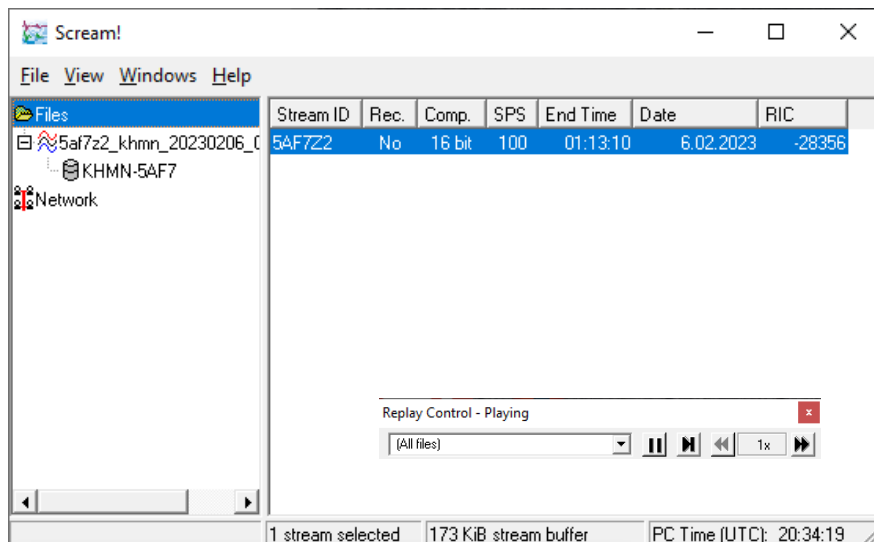 Scream!
File View Windows Help
Files
5af7z2_khmn_20230206_0
KHMN-5AF7
Network
Stream ID Rec. Comp. SPS End Time Date RIC
5AF7Z2 No 16 bit 100 01:13:10 6.02.2023 -28356
Replay Control - Playing
(All files) 1x
1 stream selected 173 KiB stream buffer PC Time (UTC): 20:34:19